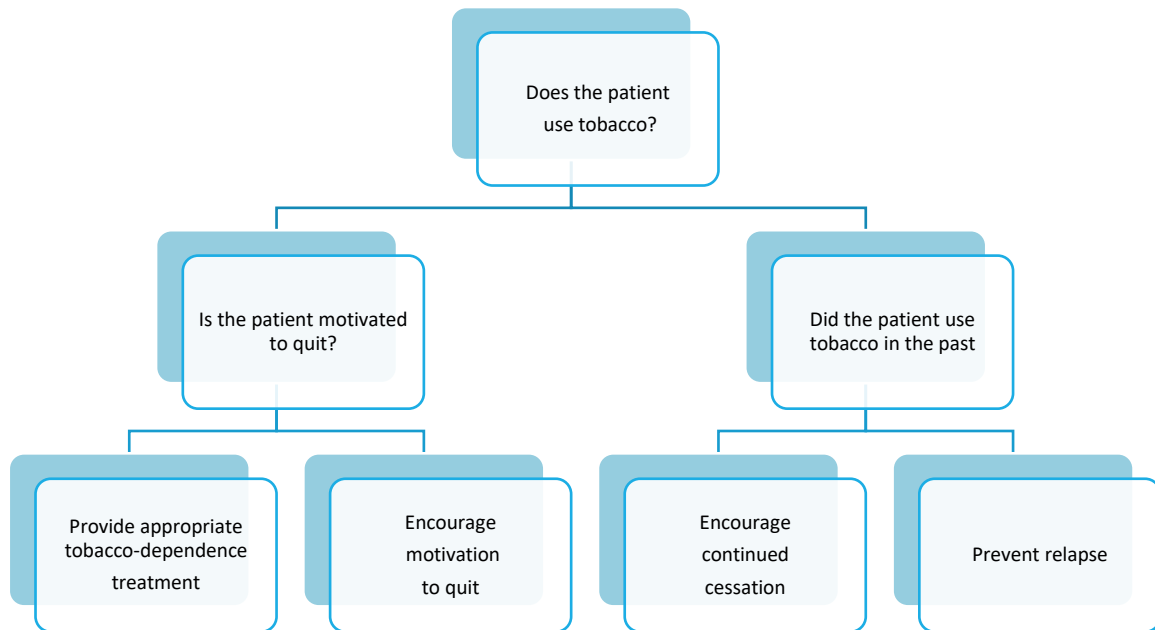 Does the patient
use tobacco?
Is the patient motivated
to quit?
Did the patient use
tobacco in the past
Provide appropriate
tobacco-dependence
treatment
Encourage
motivation
to quit
Encourage
continued
cessation
Prevent relapse